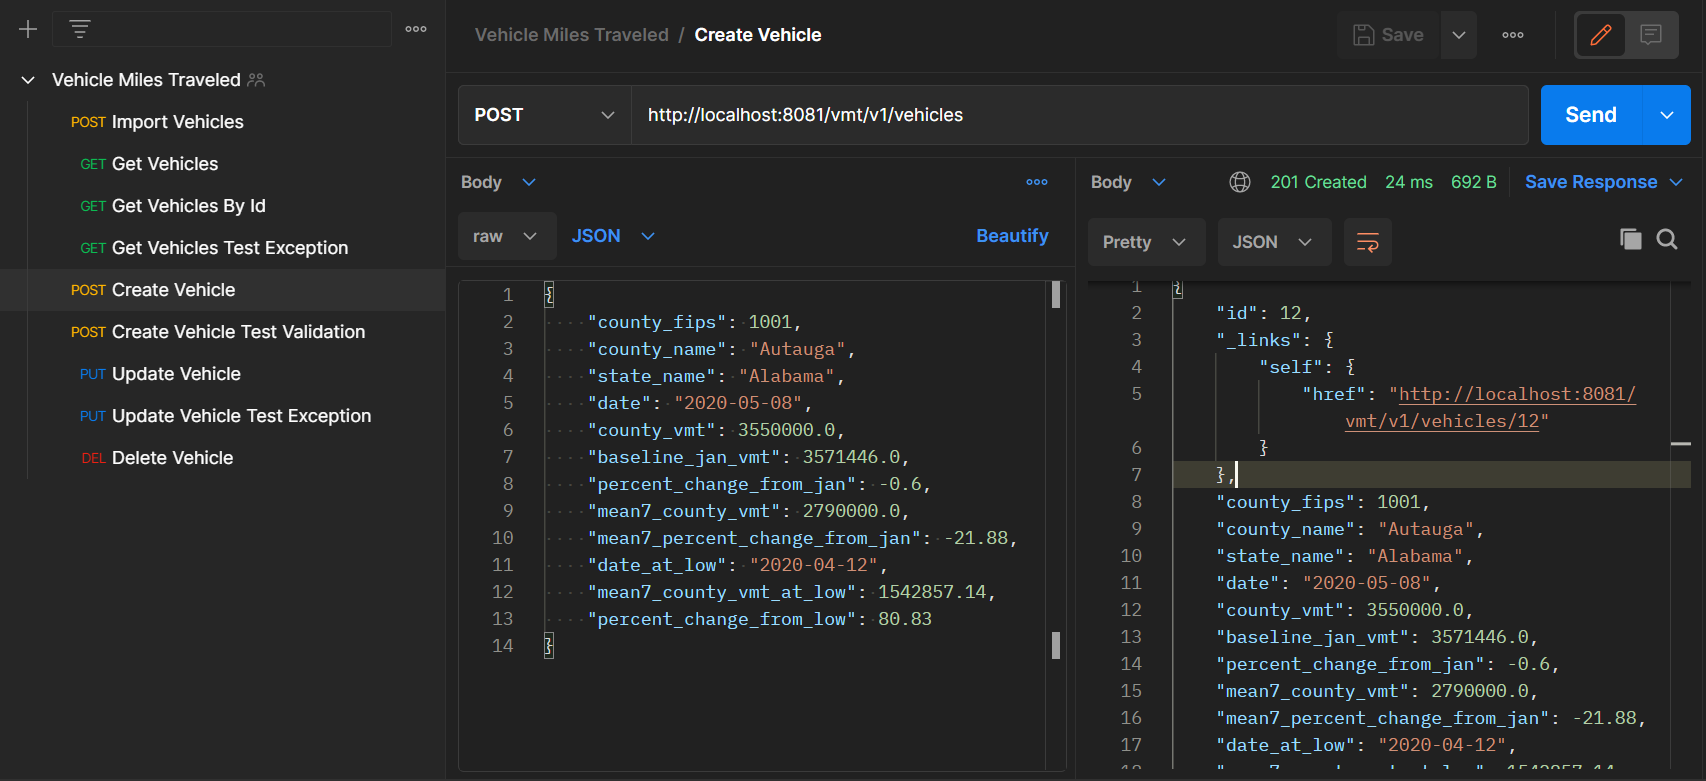 Vehicle Miles Traveled
POST Import Vehicles
GET Get Vehicles
GET Get Vehicles By Id
GET Get Vehicles Test Exception
POST Create Vehicle
POST Create Vehicle Test Validation
PUT Update Vehicle
PUT Update Vehicle Test Exception
DEL Delete Vehicle
Vehicle Miles Traveled / Create Vehicle
Save
POST http://localhost:8081/vmt/v1/vehicles
Send
Body
raw JSON Beautify
1 {
2 ····"county_fips":·1001,
3 ····"county_name":·"Autauga",
4 ····"state_name":·"Alabama",
5 ····"date":·"2020-05-08",
6 ····"county_vmt":·3550000.0,
7 ····"baseline_jan_vmt":·3571446.0,
8 ····"percent_change_from_jan":·-0.6,
9 ····"mean7_county_vmt":·2790000.0,
10 ····"mean7_percent_change_from_jan":·-21.88,
11 ····"date_at_low":·"2020-04-12",
12 ····"mean7_county_vmt_at_low":·1542857.14,
13 ····"percent_change_from_low":·80.83
14 }
Body 201 Created 24 ms 692 B Save Response
Pretty JSON
1 {
2 "id": 12,
3 "_links": {
4 "self": {
5 "href": "http://localhost:8081/
vmt/v1/vehicles/12"
6 }
7 },
8 "county_fips": 1001,
9 "county_name": "Autauga",
10 "state_name": "Alabama",
11 "date": "2020-05-08",
12 "county_vmt": 3550000.0,
13 "baseline_jan_vmt": 3571446.0,
14 "percent_change_from_jan": -0.6,
15 "mean7_county_vmt": 2790000.0,
16 "mean7_percent_change_from_jan": -21.88,
17 "date_at_low": "2020-04-12",